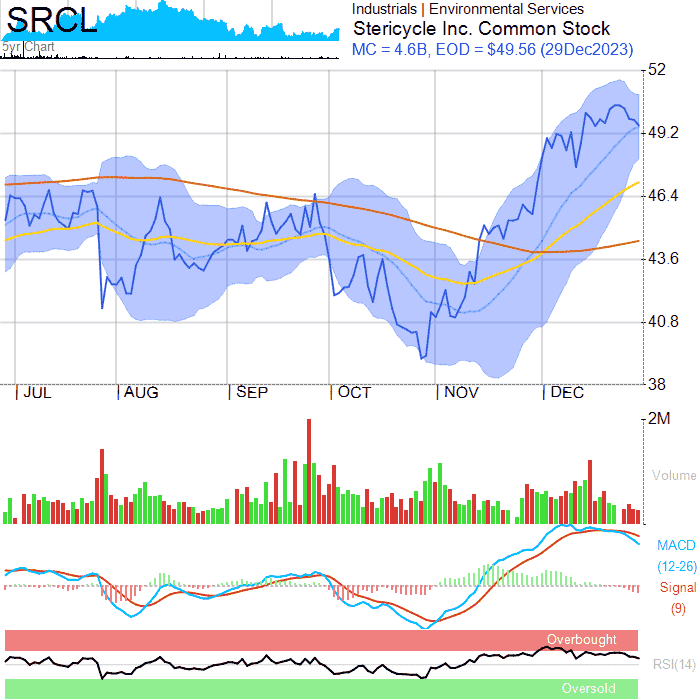 SRCL
5yr Chart
Industrials | Environmental Services
Stericycle Inc. Common Stock
MC = 4.6B, EOD = $49.56 (29Dec2023)
52
49.2
46.4
43.6
40.8
38
| JUL | AUG | SEP | OCT | NOV | DEC
2M
Volume
MACD
(12-26)
Signal
(9)
Overbought
RSI(14)
Oversold